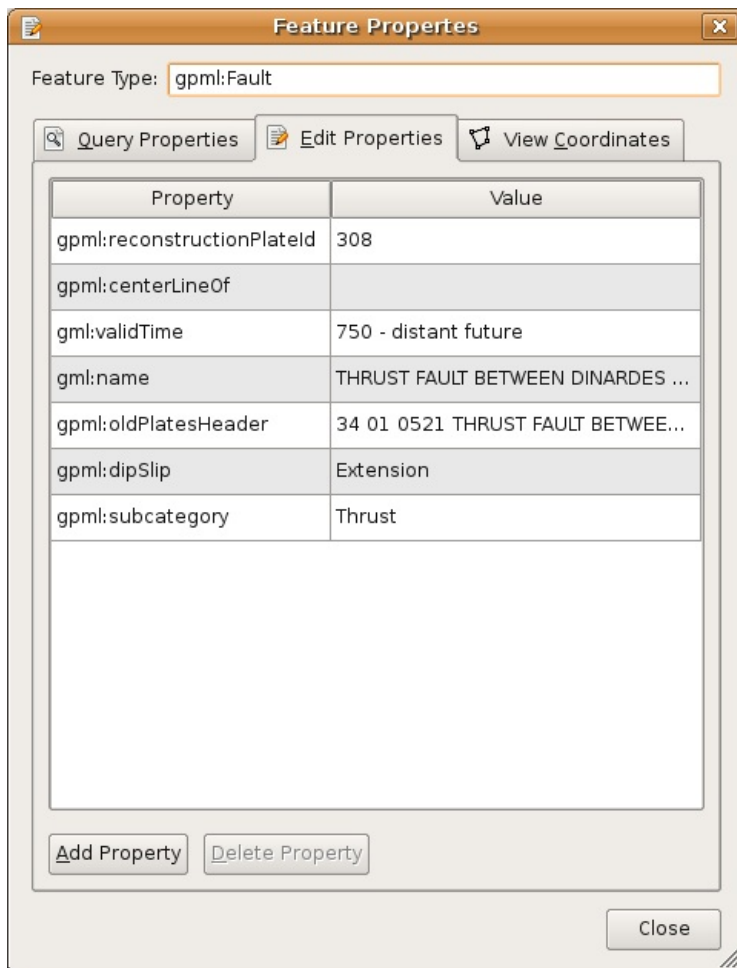 Feature Propertes
Feature Type: gpml:Fault
Query Properties Edit Properties View Coordinates
Property Value
gpml:reconstructionPlateId 308
gpml:centerLineOf
gml:validTime 750 - distant future
gml:name THRUST FAULT BETWEEN DINARDES ...
gpml:oldPlatesHeader 34 01 0521 THRUST FAULT BETWEE...
gpml:dipSlip Extension
gpml:subcategory Thrust
Add Property Delete Property
Close